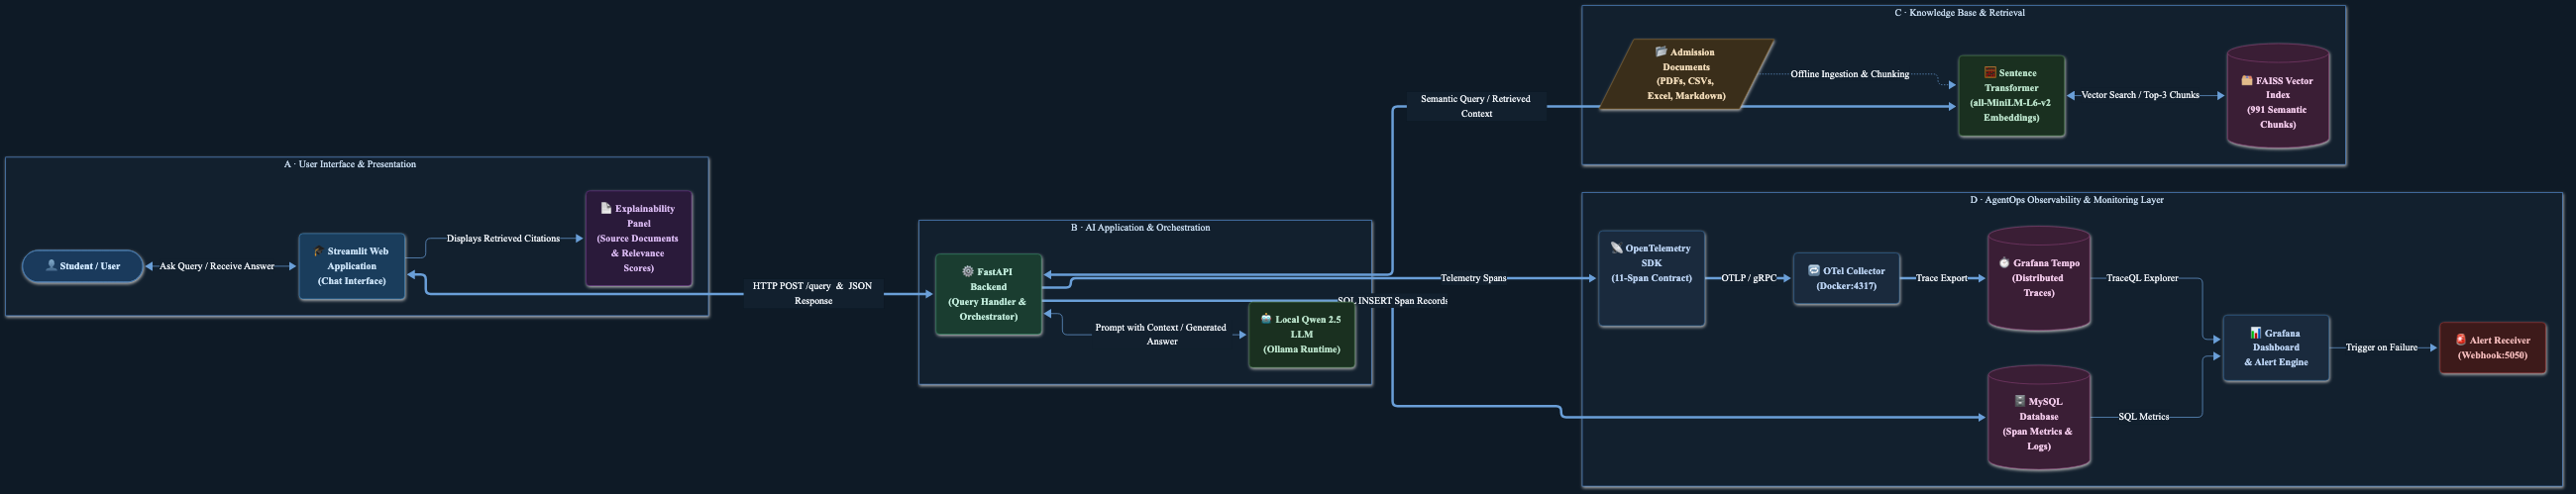 A · User Interface & Presentation
👤 Student / User
Ask Query / Receive Answer
🎓 Streamlit Web
Application
(Chat Interface)
Displays Retrieved Citations
📄 Explainability
Panel
(Source Documents
& Relevance
Scores)
HTTP POST /query & JSON
Response
B · AI Application & Orchestration
⚙️ FastAPI
Backend
(Query Handler &
Orchestrator)
Prompt with Context / Generated
Answer
🤖 Local Qwen 2.5
LLM
(Ollama Runtime)
Semantic Query / Retrieved
Context
Telemetry Spans
SQL INSERT Span Records
C · Knowledge Base & Retrieval
📂 Admission
Documents
(PDFs, CSVs,
Excel, Markdown)
Offline Ingestion & Chunking
🧮 Sentence
Transformer
(all-MiniLM-L6-v2
Embeddings)
Vector Search / Top-3 Chunks
🗂️ FAISS Vector
Index
(991 Semantic
Chunks)
D · AgentOps Observability & Monitoring Layer
📡 OpenTelemetry
SDK
(11-Span Contract)
OTLP / gRPC
🔁 OTel Collector
(Docker:4317)
Trace Export
⏱️ Grafana Tempo
(Distributed
Traces)
TraceQL Explorer
🗄️ MySQL
Database
(Span Metrics &
Logs)
SQL Metrics
📊 Grafana
Dashboard
& Alert Engine
Trigger on Failure
🚨 Alert Receiver
(Webhook:5050)